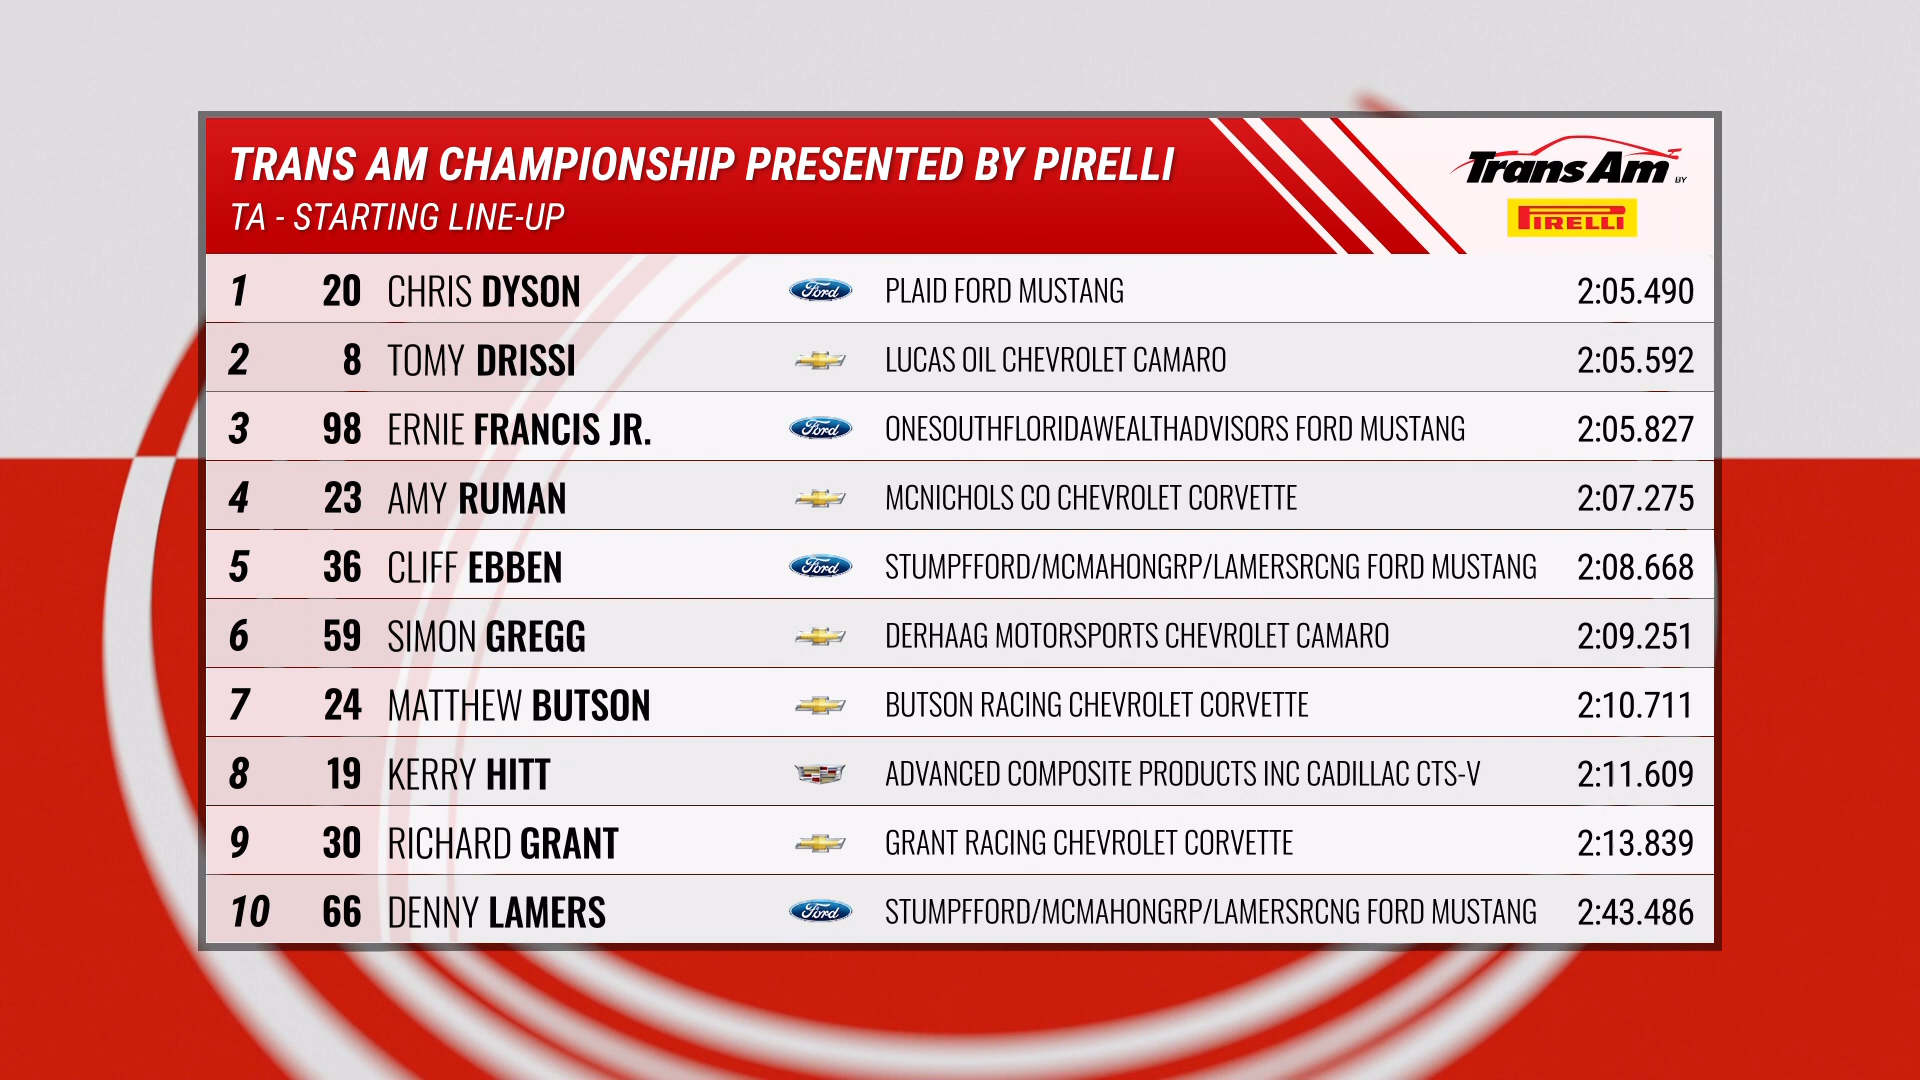 TRANS AM CHAMPIONSHIP PRESENTED BY PIRELLI
TA - STARTING LINE-UP
Trans Am BY
PIRELLI
1 20 CHRIS DYSON Ford PLAID FORD MUSTANG 2:05.490
2 8 TOMY DRISSI LUCAS OIL CHEVROLET CAMARO 2:05.592
3 98 ERNIE FRANCIS JR. Ford ONESOUTHFLORIDAWEALTHADVISORS FORD MUSTANG 2:05.827
4 23 AMY RUMAN MCNICHOLS CO CHEVROLET CORVETTE 2:07.275
5 36 CLIFF EBBEN Ford STUMPFFORD/MCMAHONGRP/LAMERSRCNG FORD MUSTANG 2:08.668
6 59 SIMON GREGG DERHAAG MOTORSPORTS CHEVROLET CAMARO 2:09.251
7 24 MATTHEW BUTSON BUTSON RACING CHEVROLET CORVETTE 2:10.711
8 19 KERRY HITT ADVANCED COMPOSITE PRODUCTS INC CADILLAC CTS-V 2:11.609
9 30 RICHARD GRANT GRANT RACING CHEVROLET CORVETTE 2:13.839
10 66 DENNY LAMERS Ford STUMPFFORD/MCMAHONGRP/LAMERSRCNG FORD MUSTANG 2:43.486